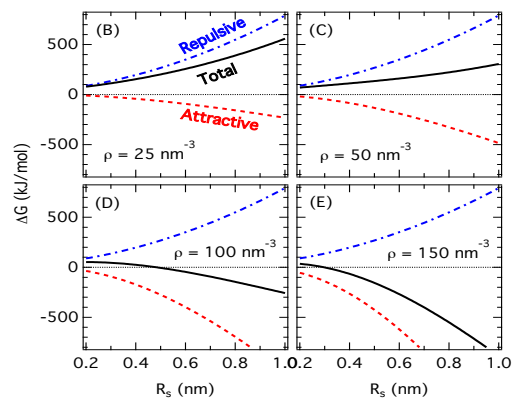 (B)
Repulsive
Total
Attractive
ρ = 25 nm⁻³
(C)
ρ = 50 nm⁻³
500
0
-500
ΔG (kJ/mol)
(D)
ρ = 100 nm⁻³
(E)
ρ = 150 nm⁻³
500
0
-500
0.2 0.4 0.6 0.8 1.0
0.2 0.4 0.6 0.8 1.0
Rₛ (nm)
Rₛ (nm)